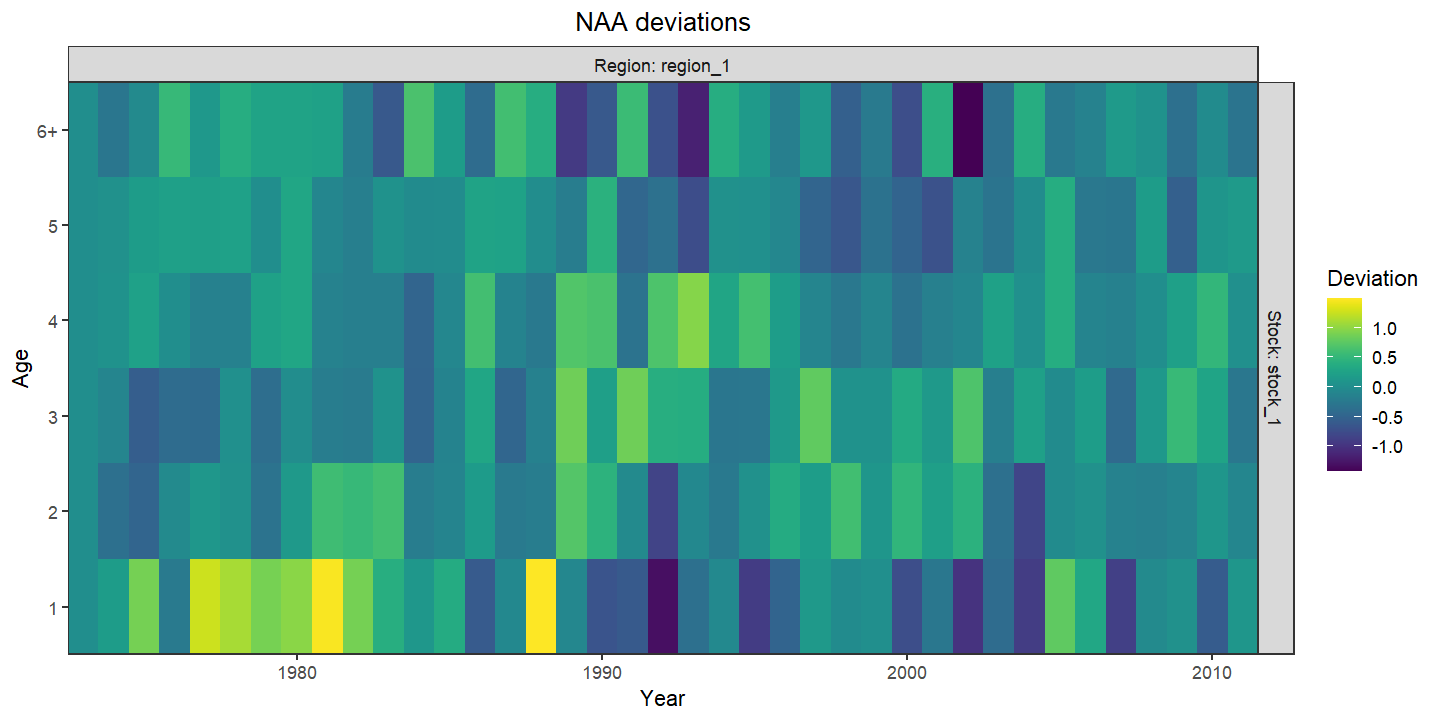 NAA deviations
Region: region_1
Stock: stock_1
Age
6+
5
4
3
2
1
1980
1990
2000
2010
Year
Deviation
1.0
0.5
0.0
-0.5
-1.0